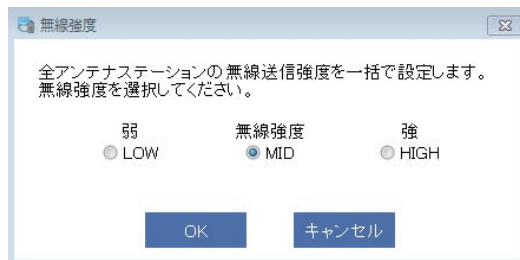 無線強度
全アンテナステーションの無線送信強度を一括で設定します。
無線強度を選択してください。
弱 無線強度 強
LOW MID HIGH
OK キャンセル